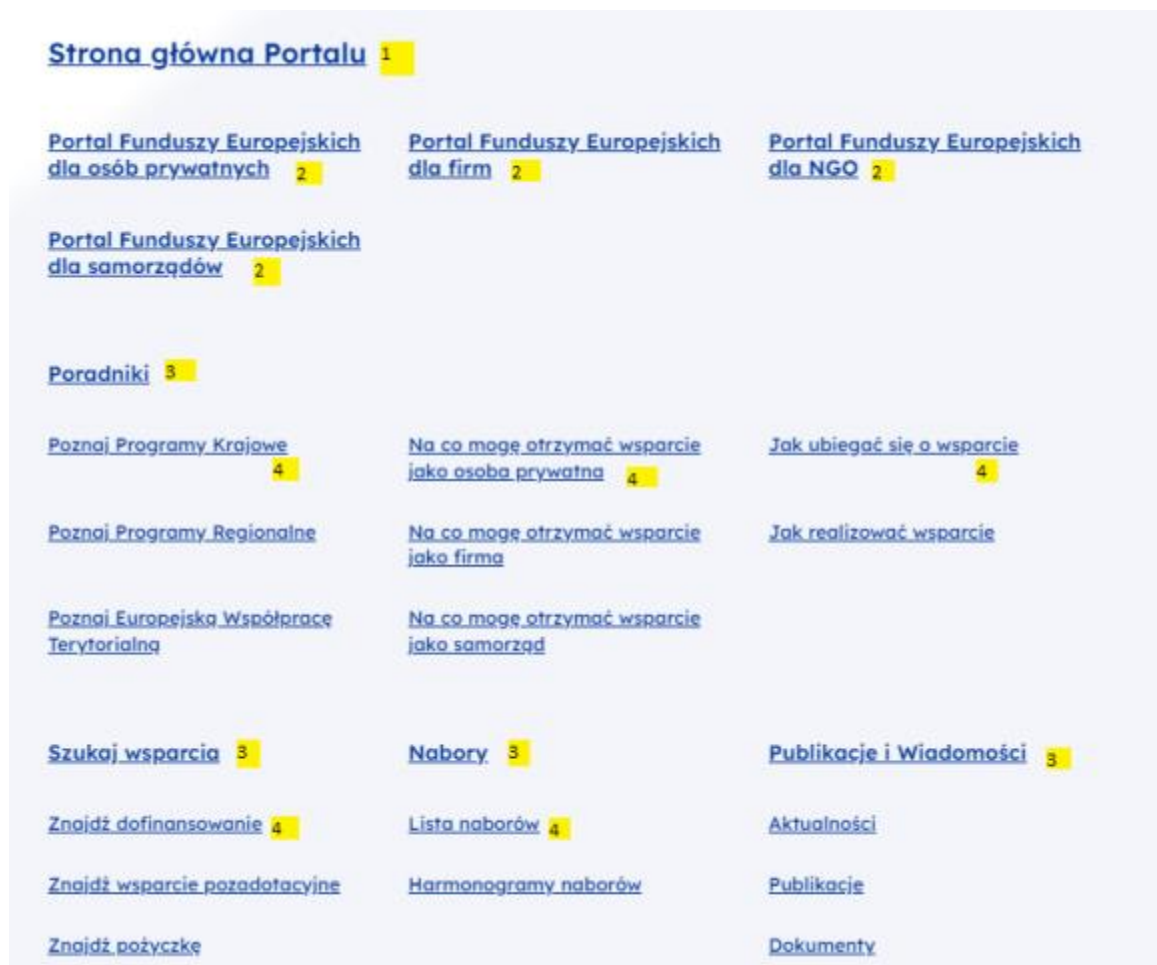 Strona główna Portalu 1
Portal Funduszy Europejskich
dla osób prywatnych 2
Portal Funduszy Europejskich
dla firm 2
Portal Funduszy Europejskich
dla NGO 2
Portal Funduszy Europejskich
dla samorządów 2
Poradniki 3
Poznaj Programy Krajowe
4
Na co mogę otrzymać wsparcie
jako osoba prywatna 4
Jak ubiegać się o wsparcie
4
Poznaj Programy Regionalne
Na co mogę otrzymać wsparcie
jako firma
Jak realizować wsparcie
Poznaj Europejską Współpracę
Terytorialną
Na co mogę otrzymać wsparcie
jako samorząd
Szukaj wsparcia 3
Nabory 3
Publikacje i Wiadomości 3
Znajdź dofinansowanie 4
Lista naborów 4
Aktualności
Znajdź wsparcie pozadotacyjne
Harmonogramy naborów
Publikacje
Znajdź pożyczkę
Dokumenty